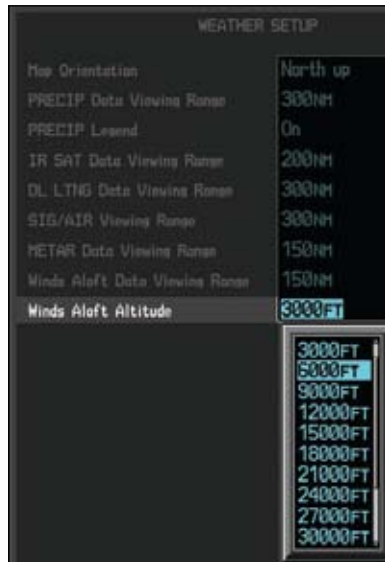 WEATHER SETUP
Map Orientation North up
PRECIP Data Viewing Range 300NM
PRECIP Legend On
IR SAT Data Viewing Range 200NM
DL LTNG Data Viewing Range 300NM
SIG/AIR Viewing Range 300NM
METAR Data Viewing Range 150NM
Winds Aloft Data Viewing Range 150NM
Winds Aloft Altitude 3000FT
3000FT
6000FT
9000FT
12000FT
15000FT
18000FT
21000FT
24000FT
27000FT
30000FT